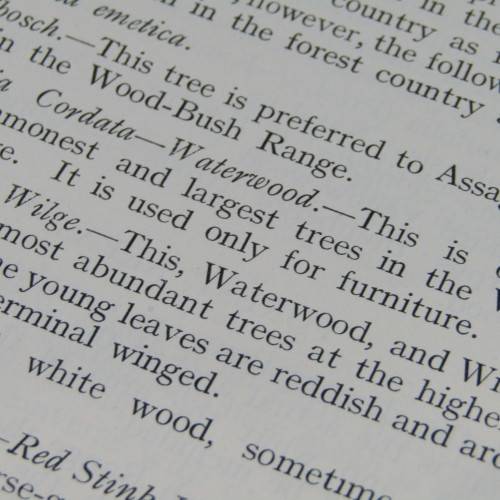 emetica.
country as
however, the follow
in the forest country
bosch.—This tree is preferred to Assa
in the Wood-Bush Range.
Cordata—Waterwood.—This is
monest and largest trees in the
It is used only for furniture.
Wilge.—This, Waterwood, and W
most abundant trees at the highe
young leaves are reddish and aro
erminal winged.
white wood, sometime
Red Stinb